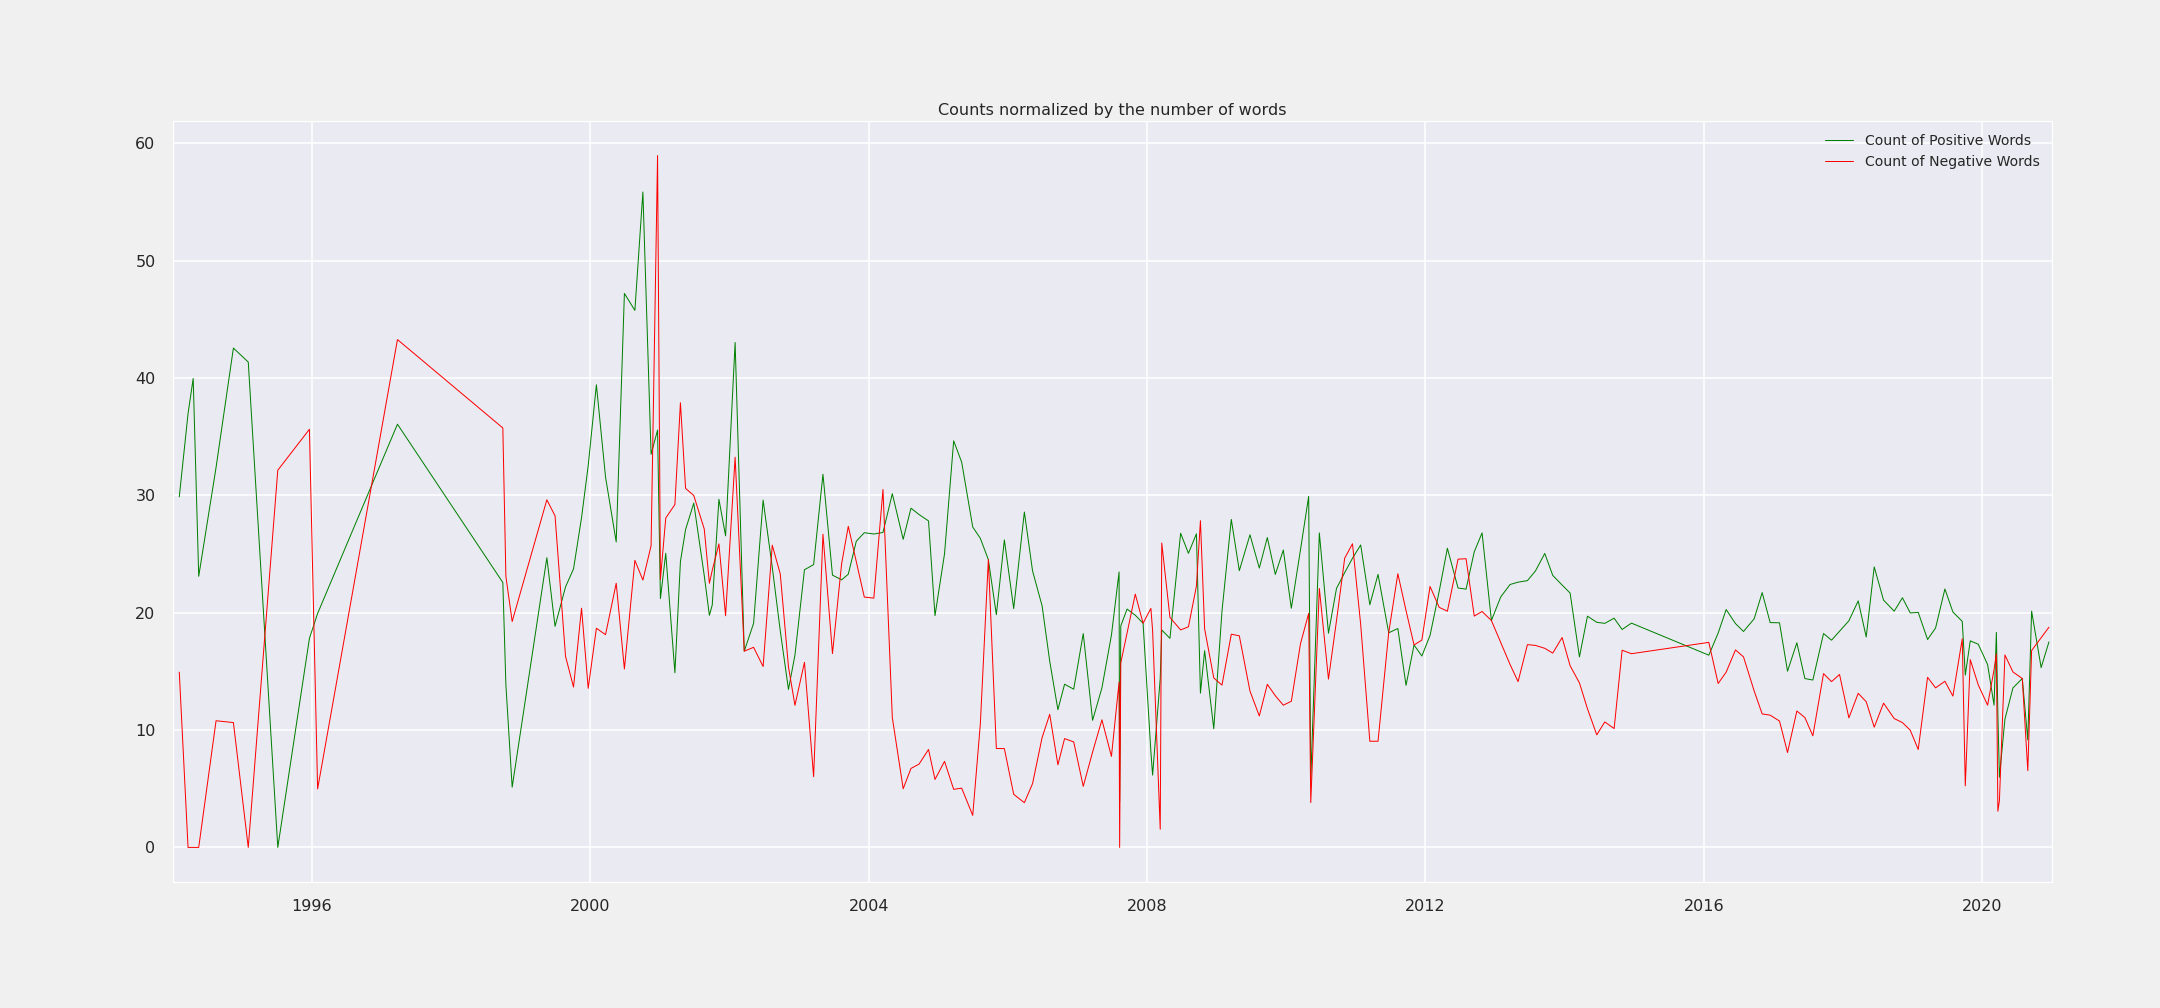 Counts normalized by the number of words
60
50
40
30
20
10
0
Count of Positive Words
Count of Negative Words
1996 2000 2004 2008 2012 2016 2020